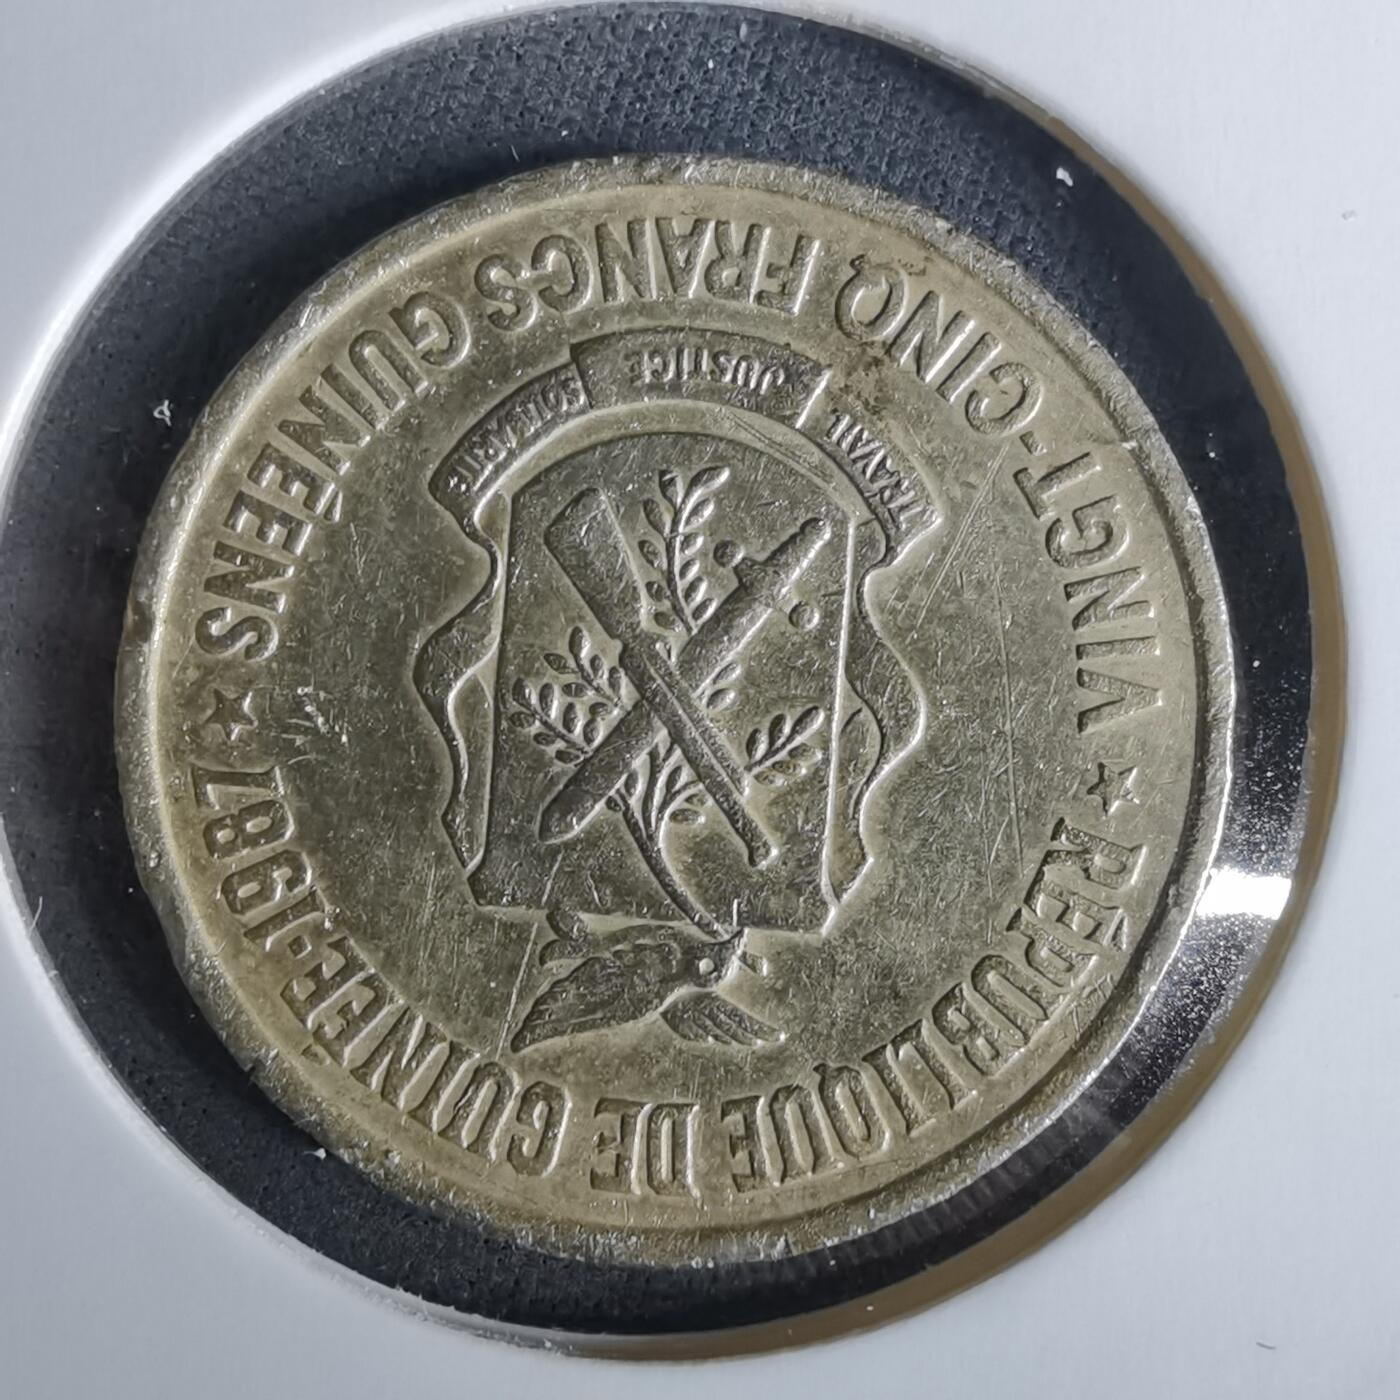 RÉPUBLIQUE DE GUINÉE·1987
VINGT-CINQ FRANCS GUINÉENS
TRAVAIL JUSTICE SOLIDARITÉ